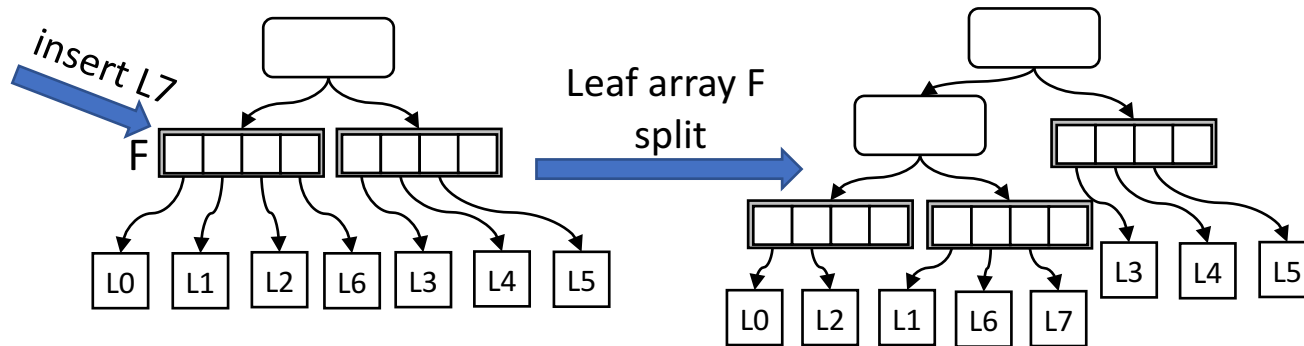 insert L7
F
L0 L1 L2 L6 L3 L4 L5
Leaf array F
split
L3 L4 L5
L0 L2 L1 L6 L7